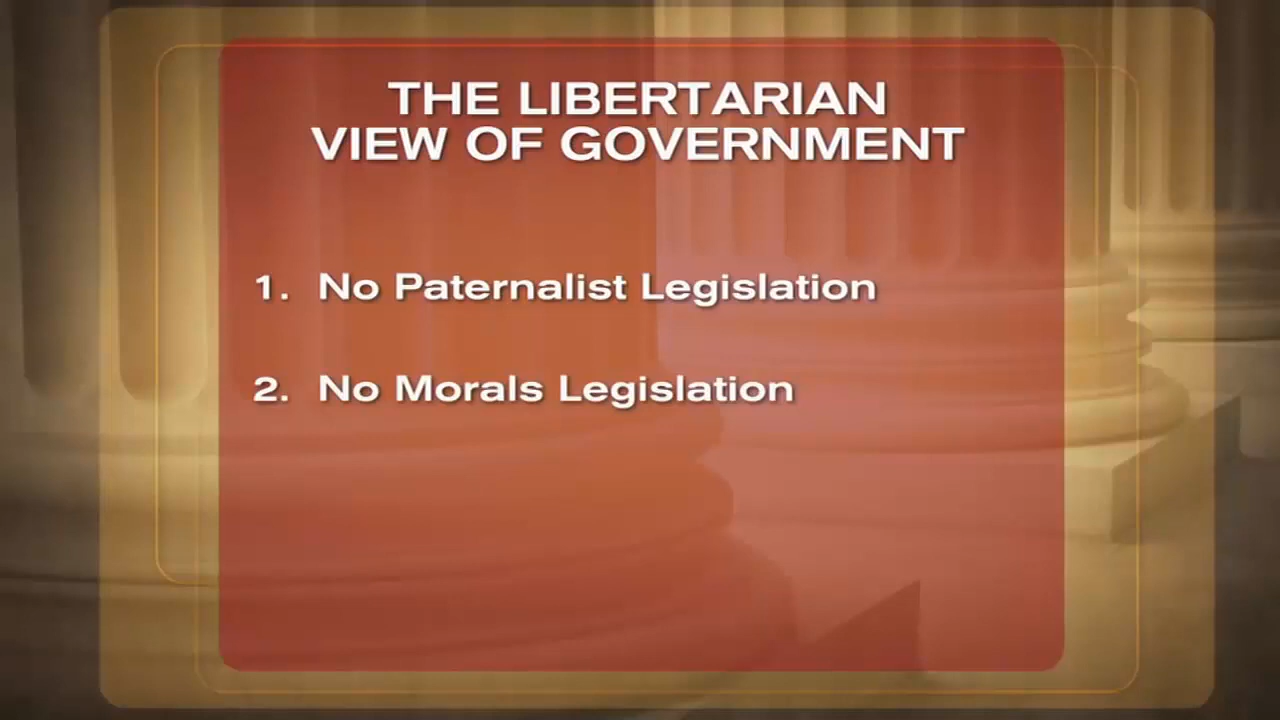 THE LIBERTARIAN
VIEW OF GOVERNMENT
1. No Paternalist Legislation
2. No Morals Legislation